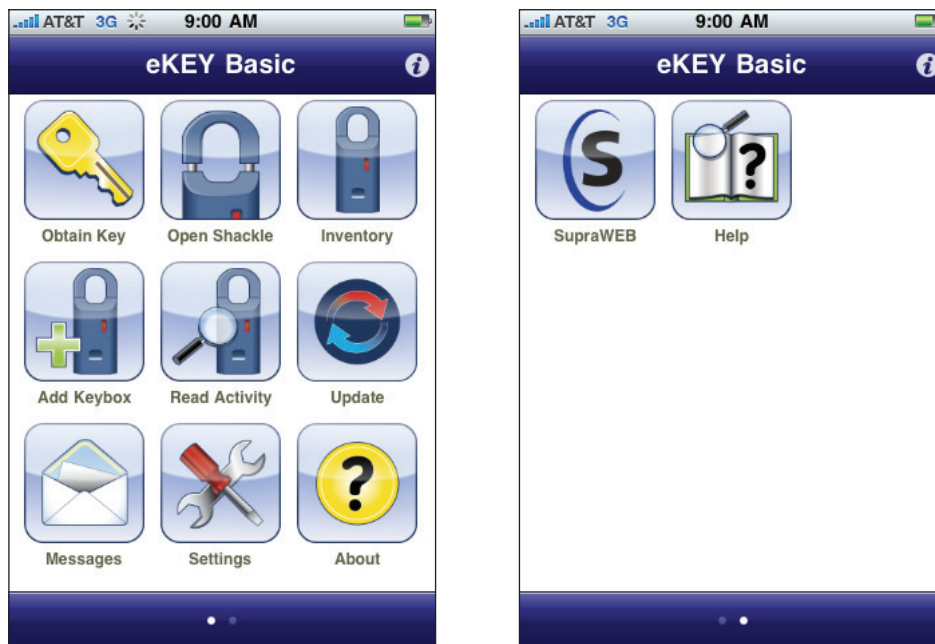 AT&T 3G 9:00 AM
eKEY Basic
Obtain Key Open Shackle Inventory
Add Keybox Read Activity Update
Messages Settings About
AT&T 3G 9:00 AM
eKEY Basic
SupraWEB Help